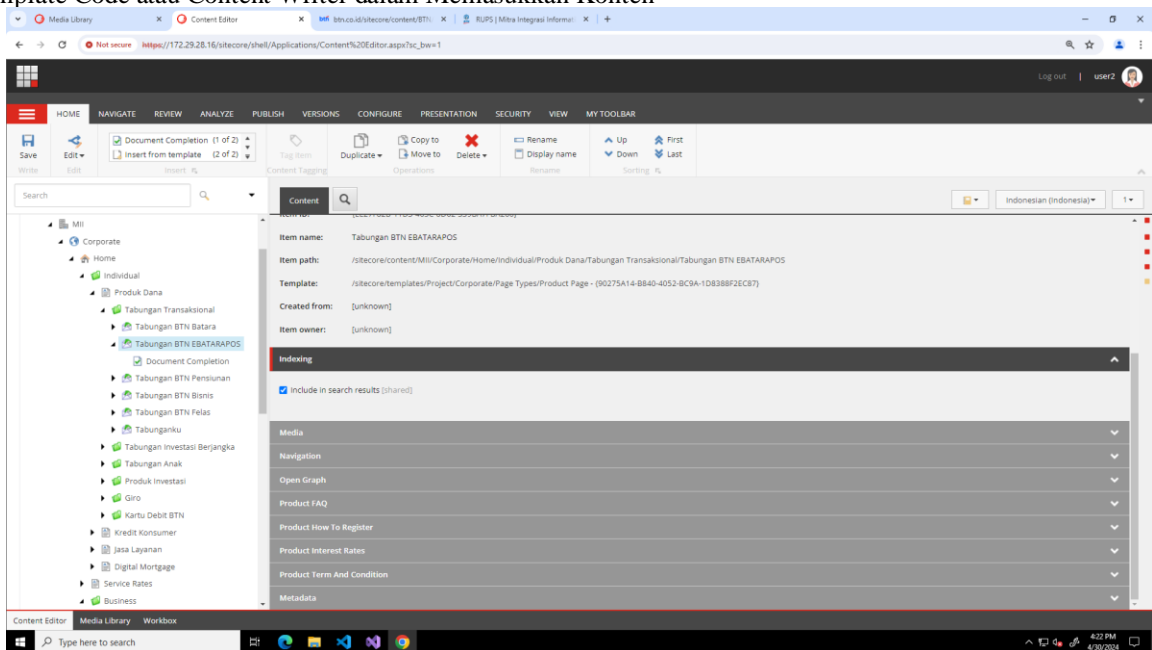 mplate Code atau Content Writer dalam Memasukkan Konten
Media Library
Content Editor
btn.co.id/sitecore/content/BTN
RUPS | Mitra Integrasi Informati
Not secure https://172.29.28.16/sitecore/shell/Applications/Content%20Editor.aspx?sc_bw=1
Log out | user2
HOME NAVIGATE REVIEW ANALYZE PUBLISH VERSIONS CONFIGURE PRESENTATION SECURITY VIEW MY TOOLBAR
Document Completion (1 of 2)
Insert from template (2 of 2)
Save Edit Tag item Duplicate Copy to Move to Delete Rename Display name Up Down First Last
Write Edit Insert Content Tagging Operations Rename Sorting
Search
Content
Indonesian (Indonesia) 1
MII
Corporate
Home
Individual
Produk Dana
Tabungan Transaksional
Tabungan BTN Batara
Tabungan BTN EBATARAPOS
Document Completion
Tabungan BTN Pensiunan
Tabungan BTN Bisnis
Tabungan BTN Felas
Tabunganku
Tabungan Investasi Berjangka
Tabungan Anak
Produk Investasi
Giro
Kartu Debit BTN
Kredit Konsumer
Jasa Layanan
Digital Mortgage
Service Rates
Business
Item name: Tabungan BTN EBATARAPOS
Item path: /sitecore/content/MII/Corporate/Home/Individual/Produk Dana/Tabungan Transaksional/Tabungan BTN EBATARAPOS
Template: /sitecore/templates/Project/Corporate/Page Types/Product Page - {90275A14-B840-4052-BC9A-1D8388F2EC87}
Created from: [unknown]
Item owner: [unknown]
Indexing
Include in search results [shared]
Media
Navigation
Open Graph
Product FAQ
Product How To Register
Product Interest Rates
Product Term And Condition
Metadata
Content Editor Media Library Workbox
Type here to search
4:22 PM
4/30/2024